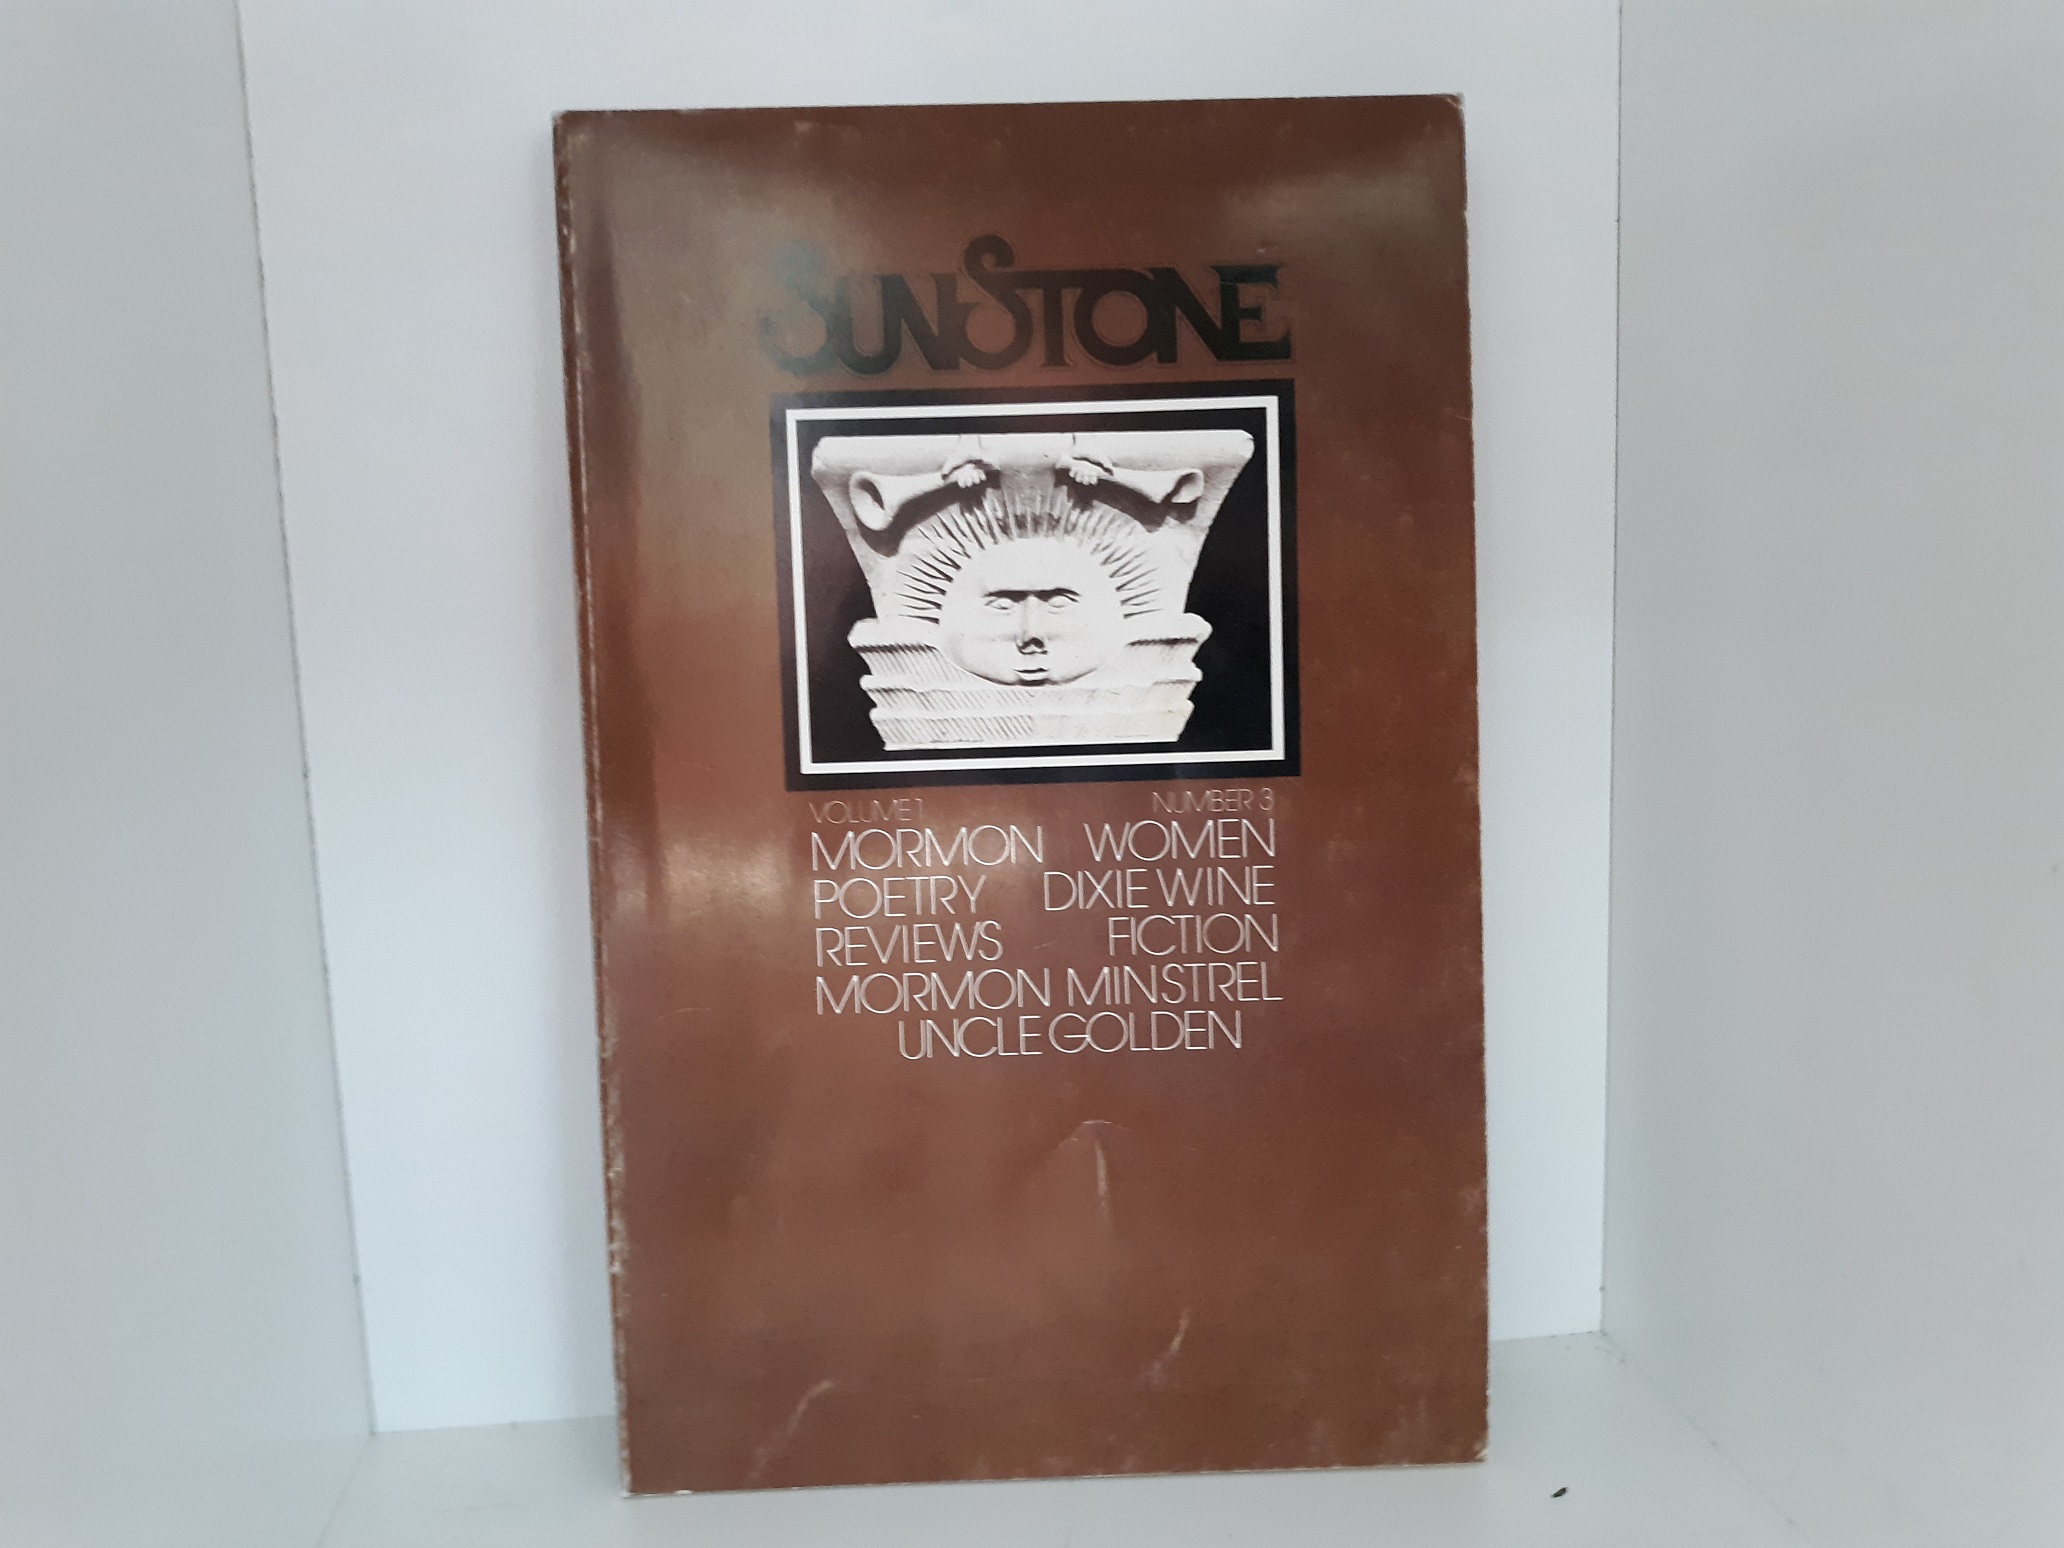 SUNSTONE
VOLUME 1 NUMBER 3
MORMON WOMEN
POETRY DIXIE WINE
REVIEWS FICTION
MORMON MINSTREL
UNCLE GOLDEN